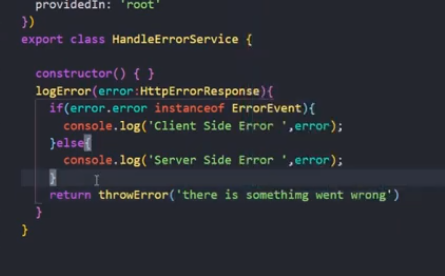 providedIn: 'root'
})
export class HandleErrorService {
constructor() { }
logError(error:HttpErrorResponse){
if(error.error instanceof ErrorEvent){
console.log('Client Side Error ',error);
}else{
console.log('Server Side Error ',error);
}
return throwError('there is somethimg went wrong')
}
}